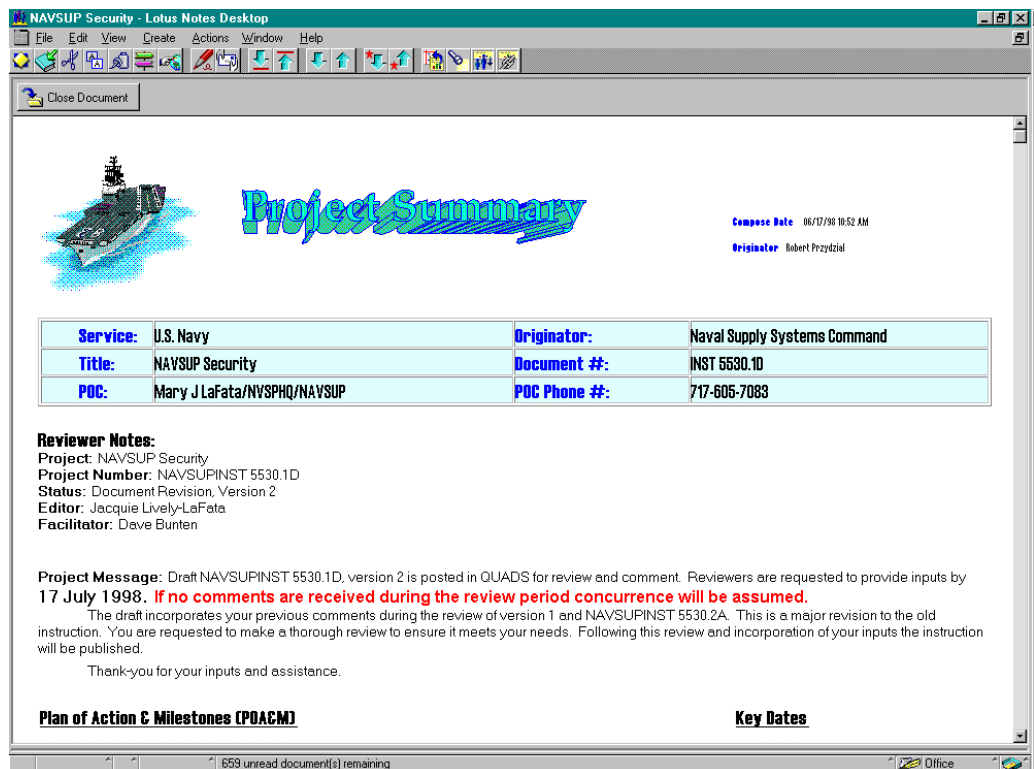 NAVSUP Security - Lotus Notes Desktop
File Edit View Create Actions Window Help
Close Document
Project Summary
Compose Date 06/17/98 10:52 AM
Originator Robert Przydzial
Service: U.S. Navy Originator: Naval Supply Systems Command
Title: NAVSUP Security Document #: INST 5530.1D
POC: Mary J LaFata/NVSPHQ/NAVSUP POC Phone #: 717-605-7083
Reviewer Notes:
Project: NAVSUP Security
Project Number: NAVSUPINST 5530.1D
Status: Document Revision, Version 2
Editor: Jacquie Lively-LaFata
Facilitator: Dave Bunten
Project Message: Draft NAVSUPINST 5530.1D, version 2 is posted in QUADS for review and comment. Reviewers are requested to provide inputs by
17 July 1998. If no comments are received during the review period concurrence will be assumed.
The draft incorporates your previous comments during the review of version 1 and NAVSUPINST 5530.2A. This is a major revision to the old
instruction. You are requested to make a thorough review to ensure it meets your needs. Following this review and incorporation of your inputs the instruction
will be published.
Thank-you for your inputs and assistance.
Plan of Action & Milestones (POA&M) Key Dates
659 unread document(s) remaining Office